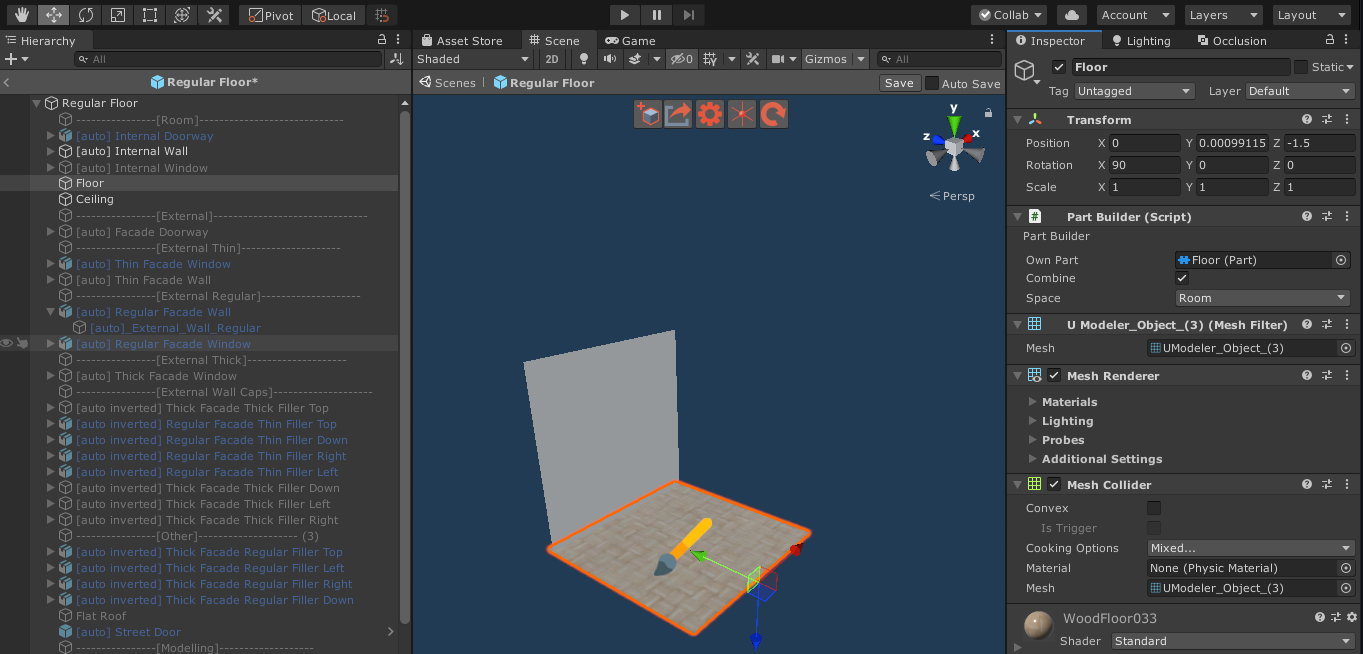 Pivot Local Collab Account Layers Layout
Hierarchy
All
Regular Floor*
Regular Floor
----------------[Room]-------------------------
[auto] Internal Doorway
[auto] Internal Wall
[auto] Internal Window
Floor
Ceiling
----------------[External]-------------------------------
[auto] Facade Doorway
----------------[External Thin]--------------------
[auto] Thin Facade Window
[auto] Thin Facade Wall
----------------[External Regular]--------------------
[auto] Regular Facade Wall
[auto]_External_Wall_Regular
[auto] Regular Facade Window
----------------[External Thick]--------------------
[auto] Thick Facade Window
----------------[External Wall Caps]--------------------
[auto inverted] Thick Facade Thick Filler Top
[auto inverted] Regular Facade Thin Filler Top
[auto inverted] Regular Facade Thin Filler Down
[auto inverted] Regular Facade Thin Filler Right
[auto inverted] Regular Facade Thin Filler Left
[auto inverted] Thick Facade Thick Filler Down
[auto inverted] Thick Facade Thick Filler Left
[auto inverted] Thick Facade Thick Filler Right
----------------[Other]-------------------- (3)
[auto inverted] Thick Facade Regular Filler Top
[auto inverted] Thick Facade Regular Filler Left
[auto inverted] Thick Facade Regular Filler Right
[auto inverted] Thick Facade Regular Filler Down
Flat Roof
[auto] Street Door
----------------[Modelling]-------------------
Asset Store Scene Game
Shaded 2D 0 Gizmos All
Scenes | Regular Floor Save Auto Save
y
z x
Persp
Inspector Lighting Occlusion
Floor Static
Tag Untagged Layer Default
Transform
Position X 0 Y 0.00099115 Z -1.5
Rotation X 90 Y 0 Z 0
Scale X 1 Y 1 Z 1
# Part Builder (Script)
Part Builder
Own Part Floor (Part)
Combine
Space Room
U Modeler_Object_(3) (Mesh Filter)
Mesh UModeler_Object_(3)
Mesh Renderer
Materials
Lighting
Probes
Additional Settings
Mesh Collider
Convex
Is Trigger
Cooking Options Mixed...
Material None (Physic Material)
Mesh UModeler_Object_(3)
WoodFloor033
Shader Standard